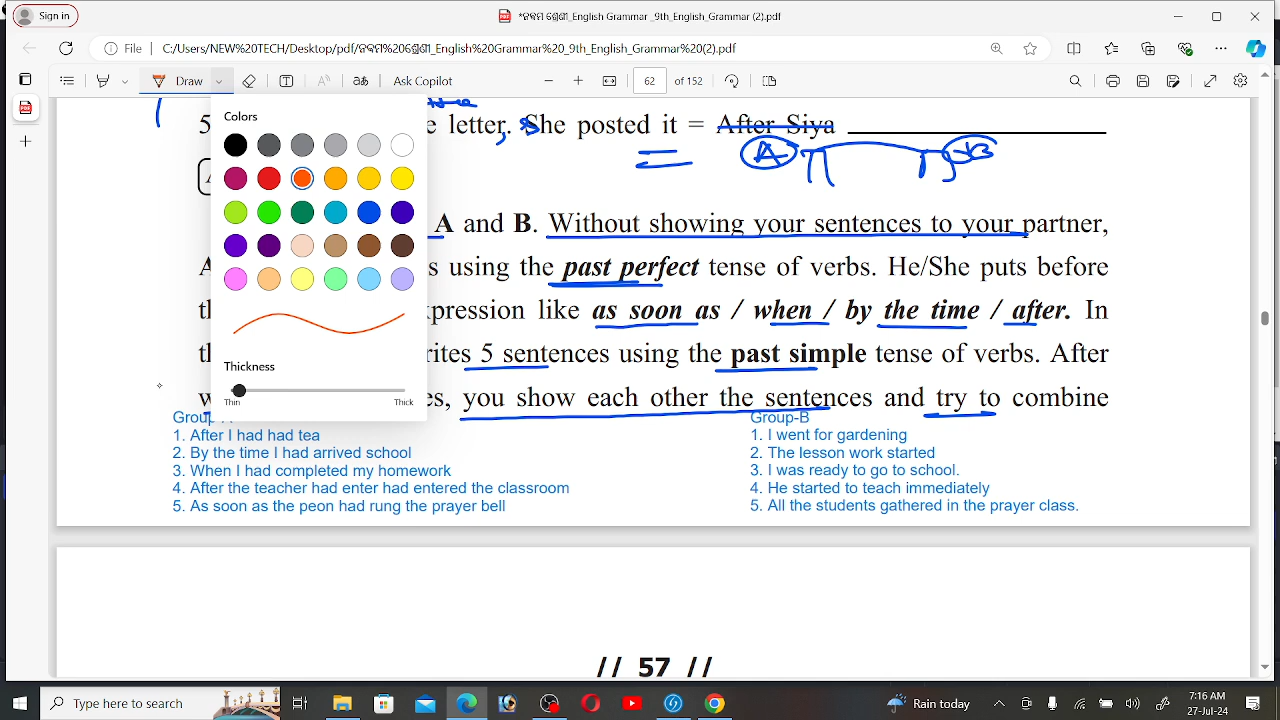 Sign in
_English Grammar _9th_English_Grammar (2).pdf
File | C:/Users/NEW%20TECH/Desktop/pdf/
_English%20Grammar%20_9th_English_Grammar%20(2).pdf
Draw
Ask Copilot
62 of 152
Colors
Thickness
Thin
Thick
5
e letter. She posted it = After Siya
A
B
A and B. Without showing your sentences to your partner,
A
s using the past perfect tense of verbs. He/She puts before
th
xpression like as soon as / when / by the time / after. In
th
rites 5 sentences using the past simple tense of verbs. After
w
es, you show each other the sentences and try to combine
Group-
1. After I had had tea
2. By the time I had arrived school
3. When I had completed my homework
4. After the teacher had enter had entered the classroom
5. As soon as the peon had rung the prayer bell
Group-B
1. I went for gardening
2. The lesson work started
3. I was ready to go to school.
4. He started to teach immediately
5. All the students gathered in the prayer class.
// 57 //
Type here to search
Rain today
7:16 AM
27-Jul-24